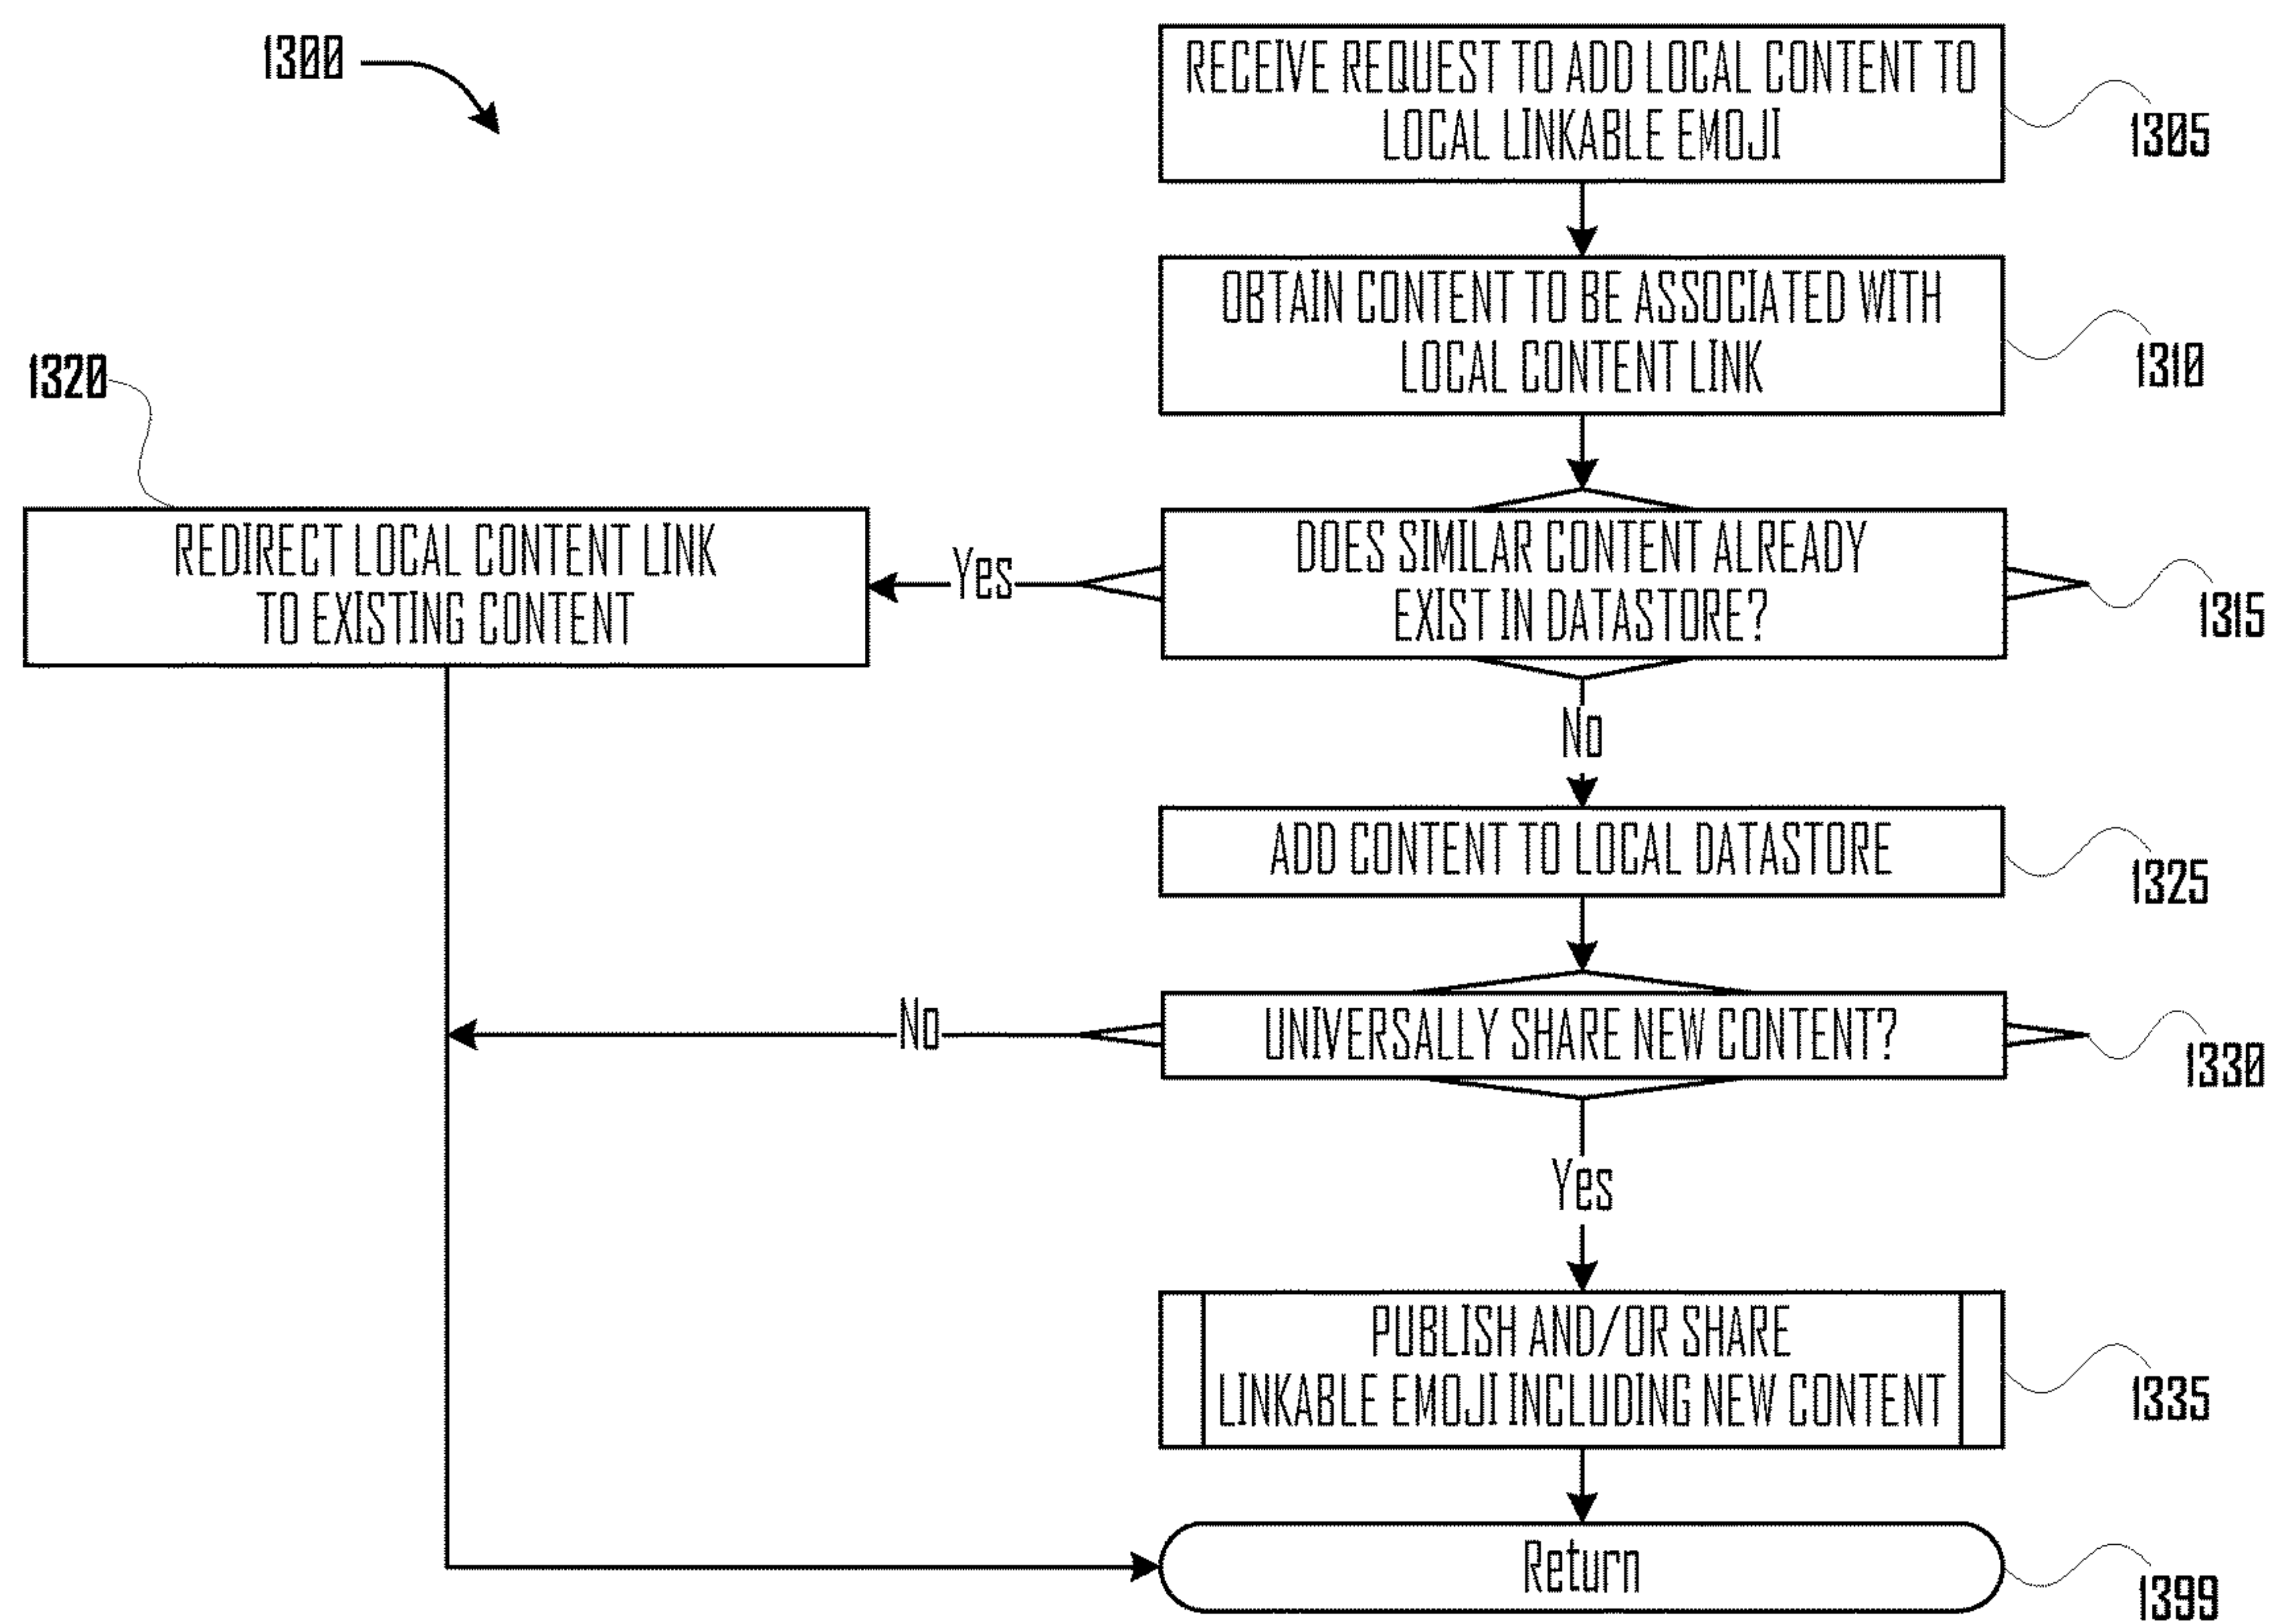 1300
RECEIVE REQUEST TO ADD LOCAL CONTENT TO
LOCAL LINKABLE EMOJI
1305
OBTAIN CONTENT TO BE ASSOCIATED WITH
LOCAL CONTENT LINK
1310
1320
REDIRECT LOCAL CONTENT LINK
TO EXISTING CONTENT
Yes
DOES SIMILAR CONTENT ALREADY
EXIST IN DATASTORE?
1315
No
ADD CONTENT TO LOCAL DATASTORE
1325
No
UNIVERSALLY SHARE NEW CONTENT?
1330
Yes
PUBLISH AND/OR SHARE
LINKABLE EMOJI INCLUDING NEW CONTENT
1335
Return
1399